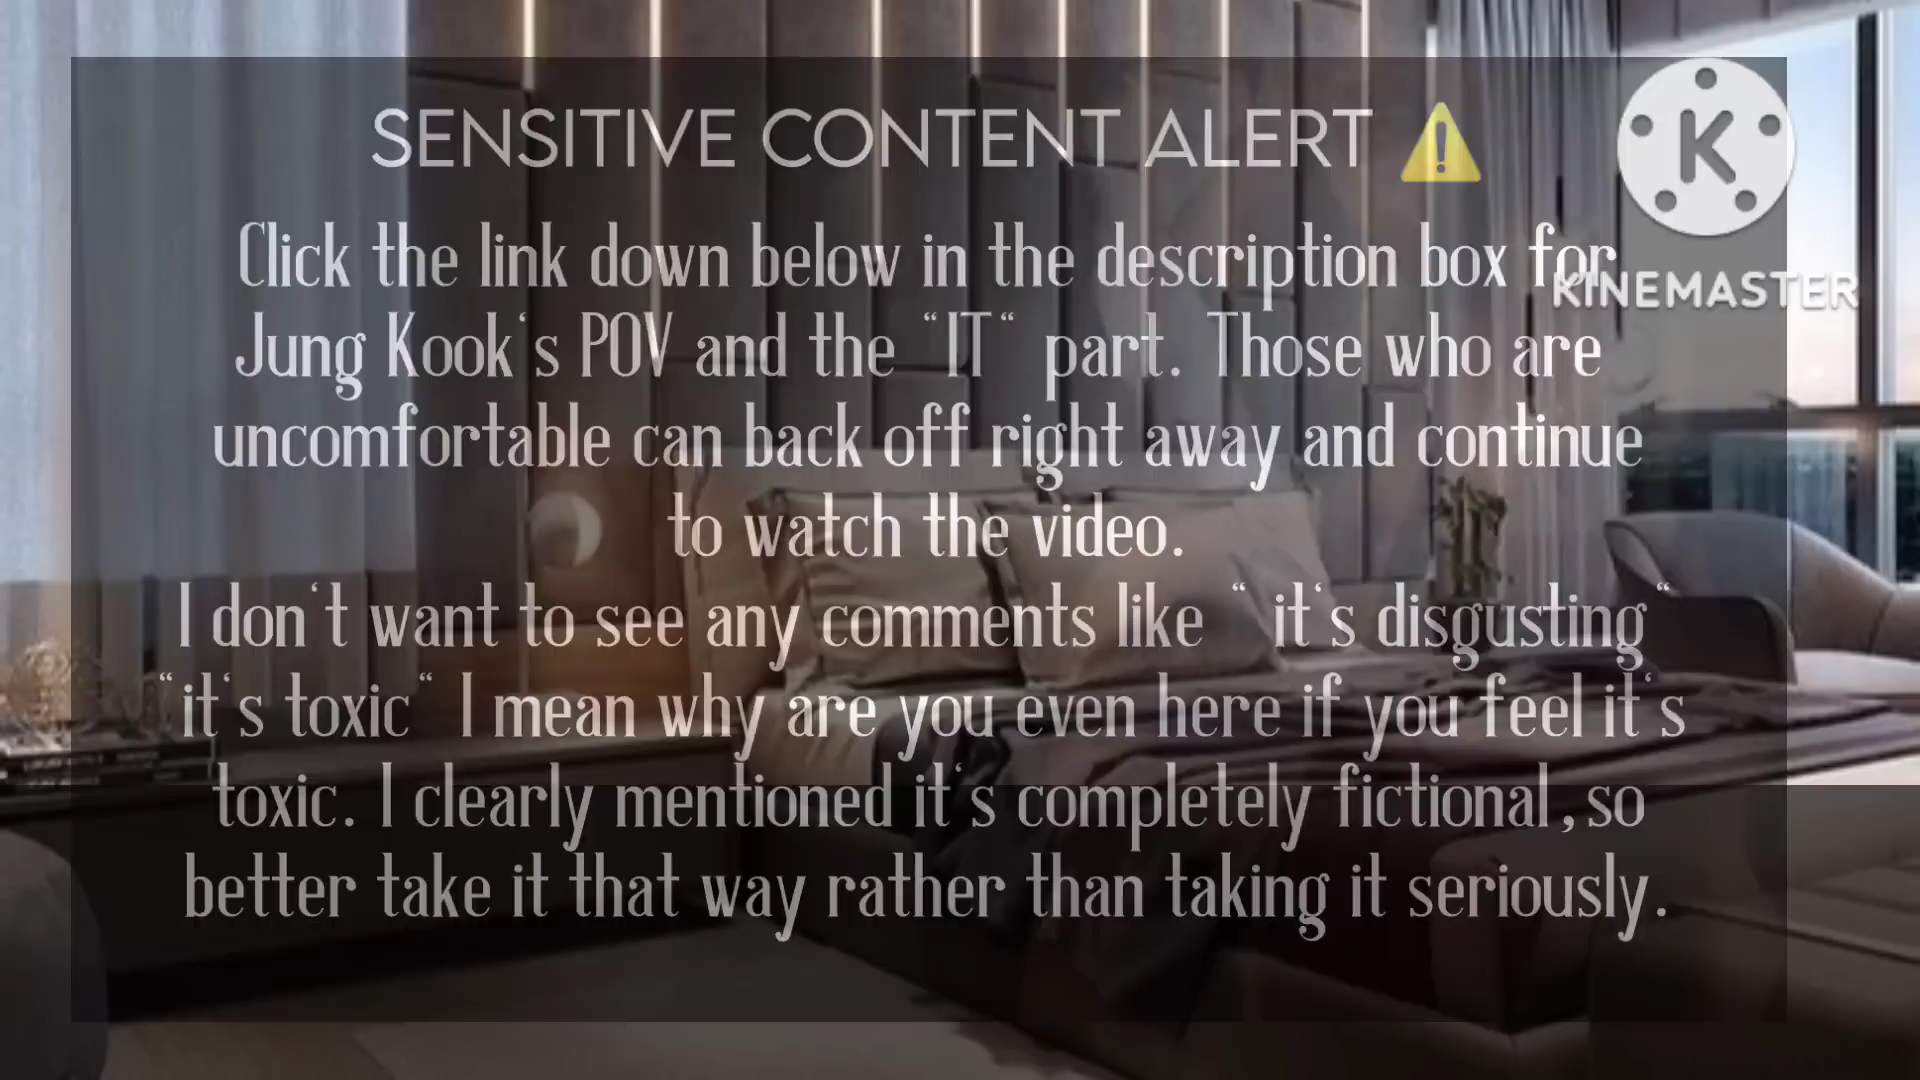 SENSITIVE CONTENT ALERT ⚠️
K
KINEMASTER
Click the link down below in the description box for
Jung Kook's POV and the "IT" part. Those who are
uncomfortable can back off right away and continue
to watch the video.
I don't want to see any comments like " it's disgusting"
"it's toxic" I mean why are you even here if you feel it's
toxic. I clearly mentioned it's completely fictional,so
better take it that way rather than taking it seriously.